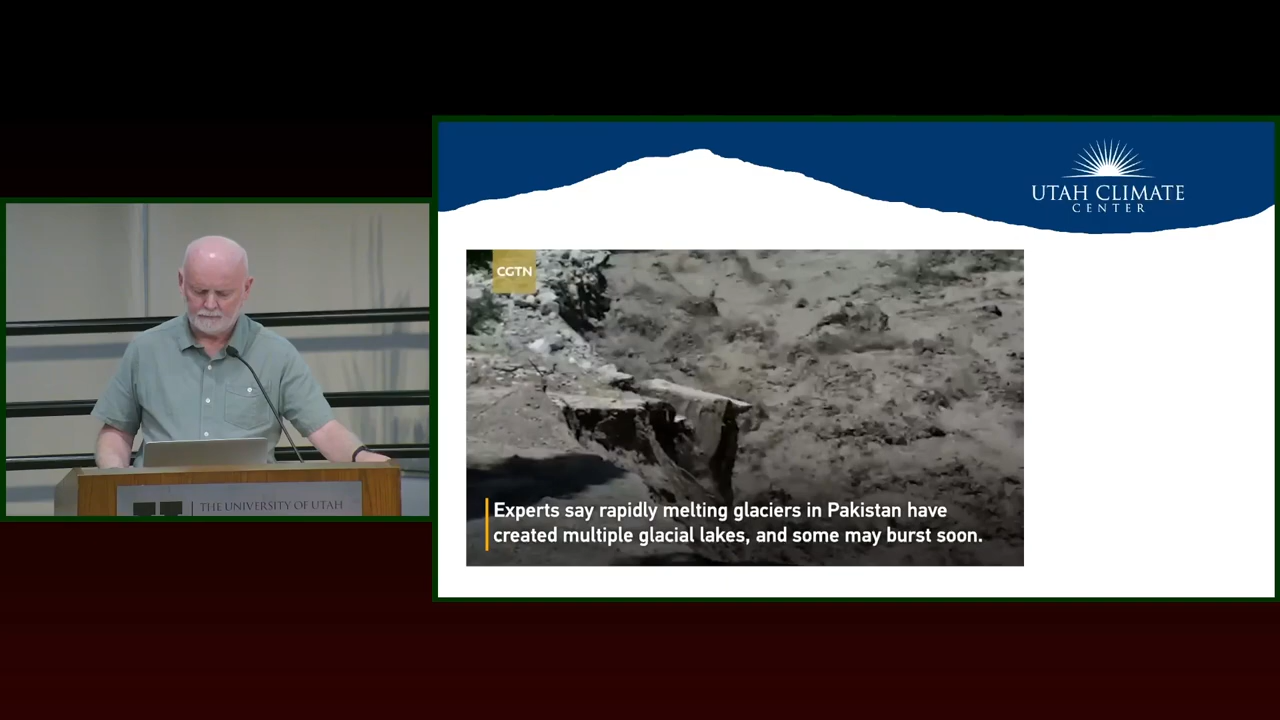 THE UNIVERSITY OF UTAH
UTAH CLIMATE
CENTER
CGTN
Experts say rapidly melting glaciers in Pakistan have
created multiple glacial lakes, and some may burst soon.